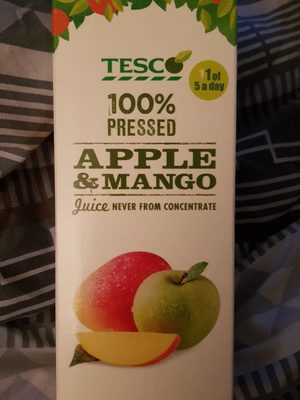 TESCO
1 of
5 a day
100%
PRESSED
APPLE
& MANGO
Juice NEVER FROM CONCENTRATE